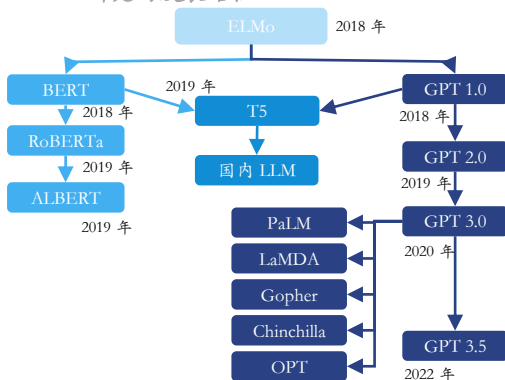 ELMo 2018 年
2019 年
BERT GPT 1.0
T5
2018 年 2018 年
RoBERTa GPT 2.0
国内 LLM
2019 年 2019 年
ALBERT GPT 3.0
PaLM
2019 年 2020 年
LaMDA
Gopher
Chinchilla GPT 3.5
OPT
2022 年